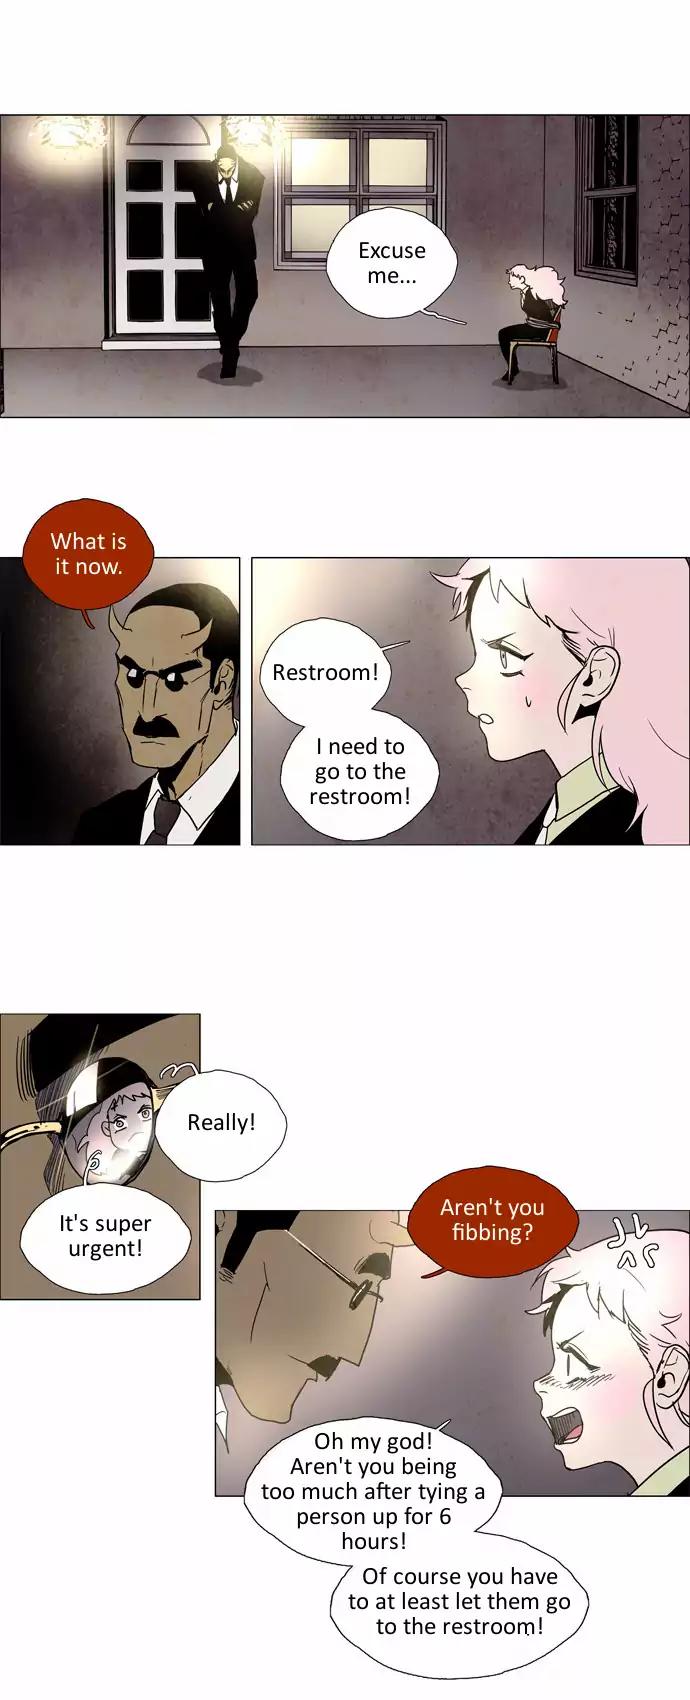 Excuse
me...
What is
it now.
Restroom!
I need to
go to the
restroom!
Really!
It's super
urgent!
Aren't you
fibbing?
Oh my god!
Aren't you being
too much after tying a
person up for 6
hours!
Of course you have
to at least let them go
to the restroom!